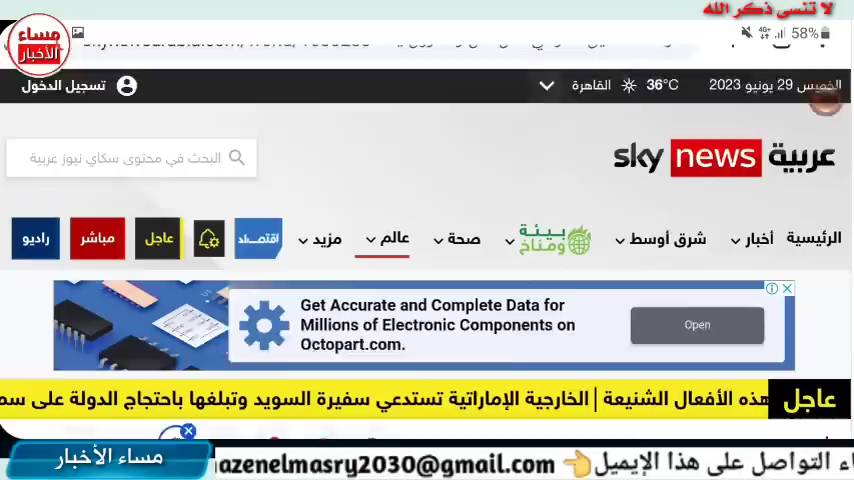 لا تنسى ذكر الله
مساء
الأخبار
4G+
58%
الخميس 29 يونيو 2023
36°C القاهرة
تسجيل الدخول
sky news عربية
البحث في محتوى سكاي نيوز عربية
الرئيسية أخبار شرق أوسط بيئة ومناخ صحة عالم مزيد اقتصاد عاجل مباشر راديو
Get Accurate and Complete Data for
Millions of Electronic Components on
Octopart.com.
Open
عاجل هذه الأفعال الشنيعة | الخارجية الإماراتية تستدعي سفيرة السويد وتبلغها باحتجاج الدولة على
التواصل على هذا الإيميل 👈 azenelmasry2030@gmail.com
مساء الأخبار